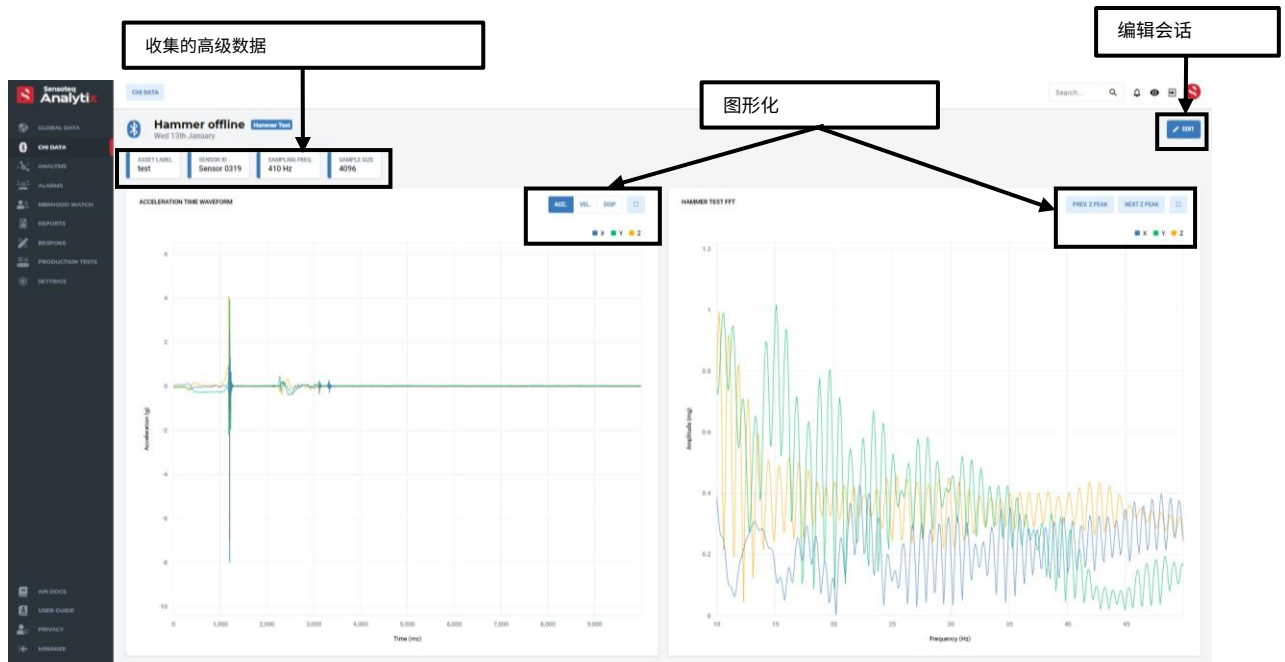 收集的高级数据
编辑会话
图形化
Sensoteq
Analytix
CHI DATA
Search...
GLOBAL DATA
CHI DATA
ANALYSIS
ALARMS
NBRHOOD WATCH
REPORTS
BESPOKE
PRODUCTION TESTS
SETTINGS
API DOCS
USER GUIDE
PRIVACY
MINIMIZE
Hammer offline Hammer Test
Wed 13th January
EDIT
ASSET LABEL
test
SENSOR ID
Sensor 0319
SAMPLING FREQ.
410 Hz
SAMPLE SIZE
4096
ACCELERATION TIME WAVEFORM
ACC. VEL. DISP
X Y Z
6
4
2
0
-2
-4
-6
-8
-10
Acceleration (g)
0 1,000 2,000 3,000 4,000 5,000 6,000 7,000 8,000 9,000
Time (ms)
HAMMER TEST FFT
PREV. Z PEAK NEXT Z PEAK
X Y Z
1.2
1
0.8
0.6
0.4
0.2
0
Amplitude (mg)
10 15 20 25 30 35 40 45
Frequency (Hz)